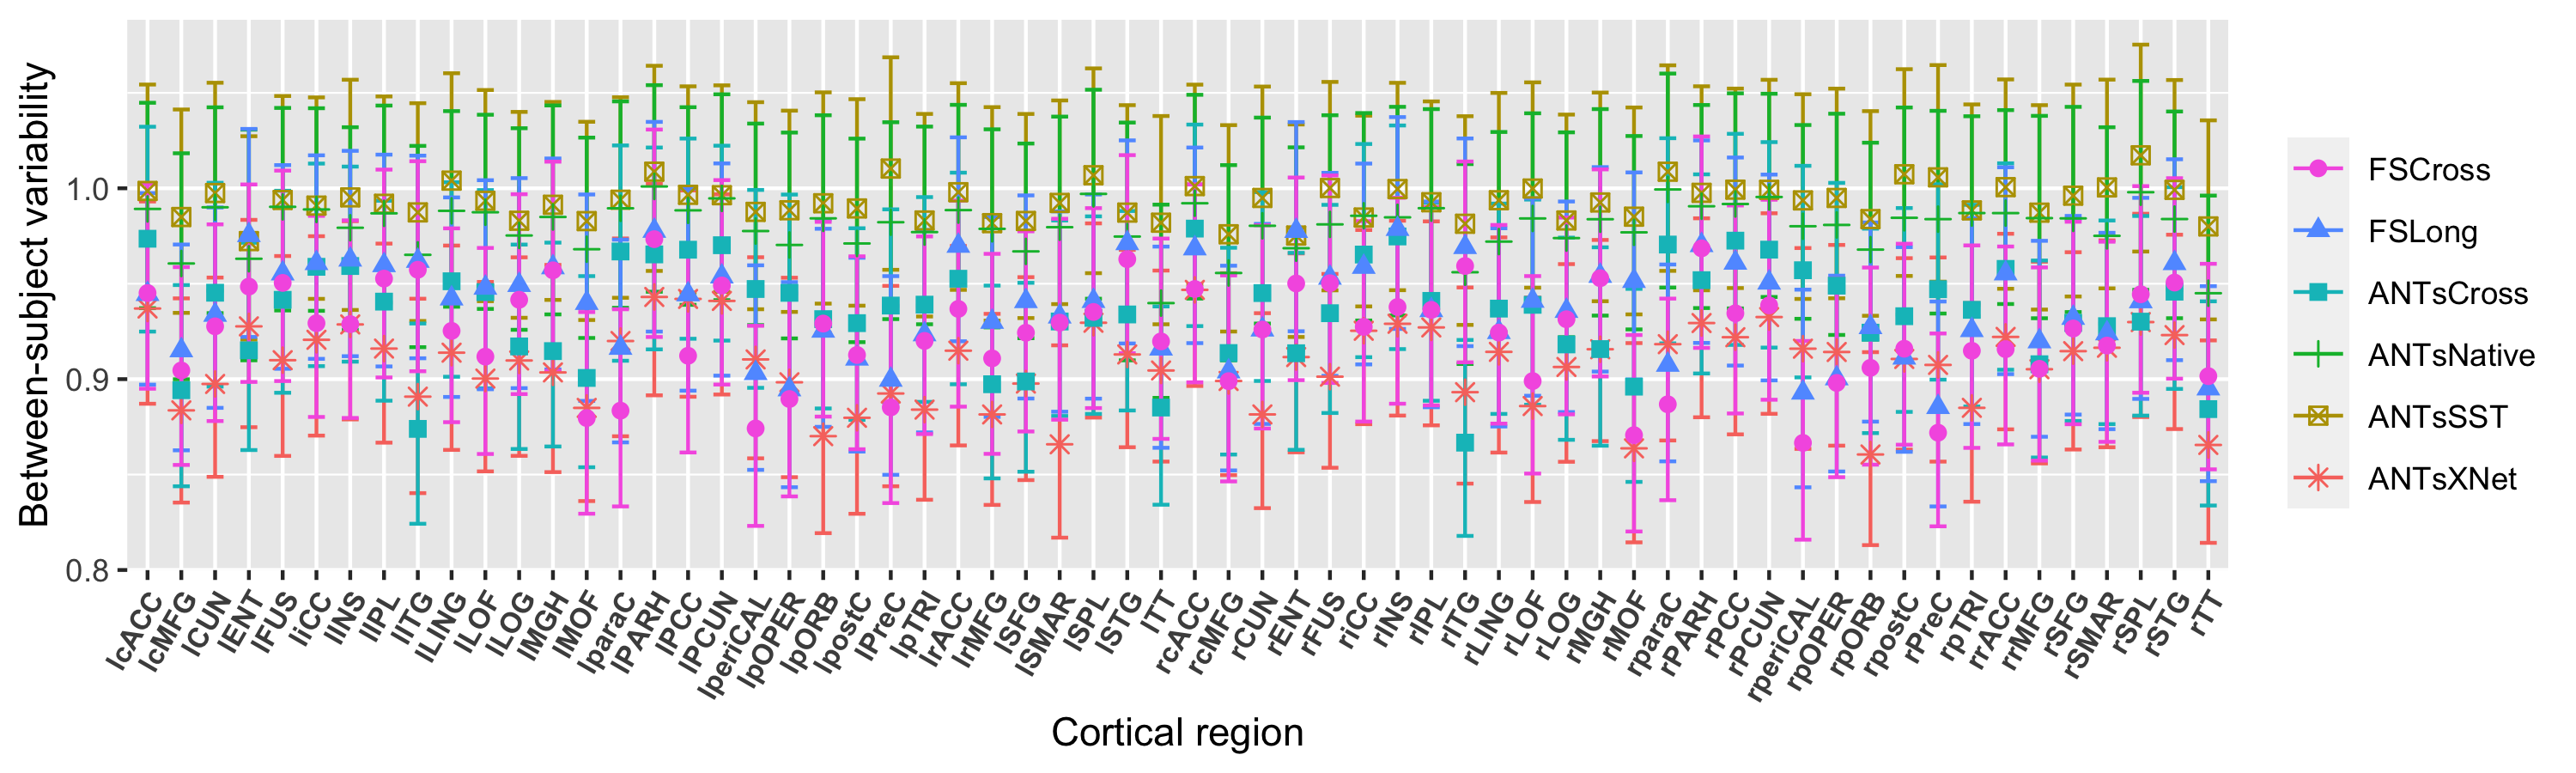 Between-subject variability
1.0
0.9
0.8
lcACC
lcMFG
lCUN
lENT
lFUS
liCC
lINS
lIPL
lITG
lLING
lLOF
lLOG
lMGH
lMOF
lparaC
lPARH
lPCC
lPCUN
lperiCAL
lpOPER
lpORB
lpostC
lPreC
lpTRI
lrACC
lrMFG
lSFG
lSMAR
lSPL
lSTG
lTT
rcACC
rcMFG
rCUN
rENT
rFUS
riCC
rINS
rIPL
rITG
rLING
rLOF
rLOG
rMGH
rMOF
rparaC
rPARH
rPCC
rPCUN
rperiCAL
rpOPER
rpORB
rpostC
rPreC
rpTRI
rrACC
rrMFG
rSFG
rSMAR
rSPL
rSTG
rTT
Cortical region
FSCross
FSLong
ANTsCross
ANTsNative
ANTsSST
ANTsXNet